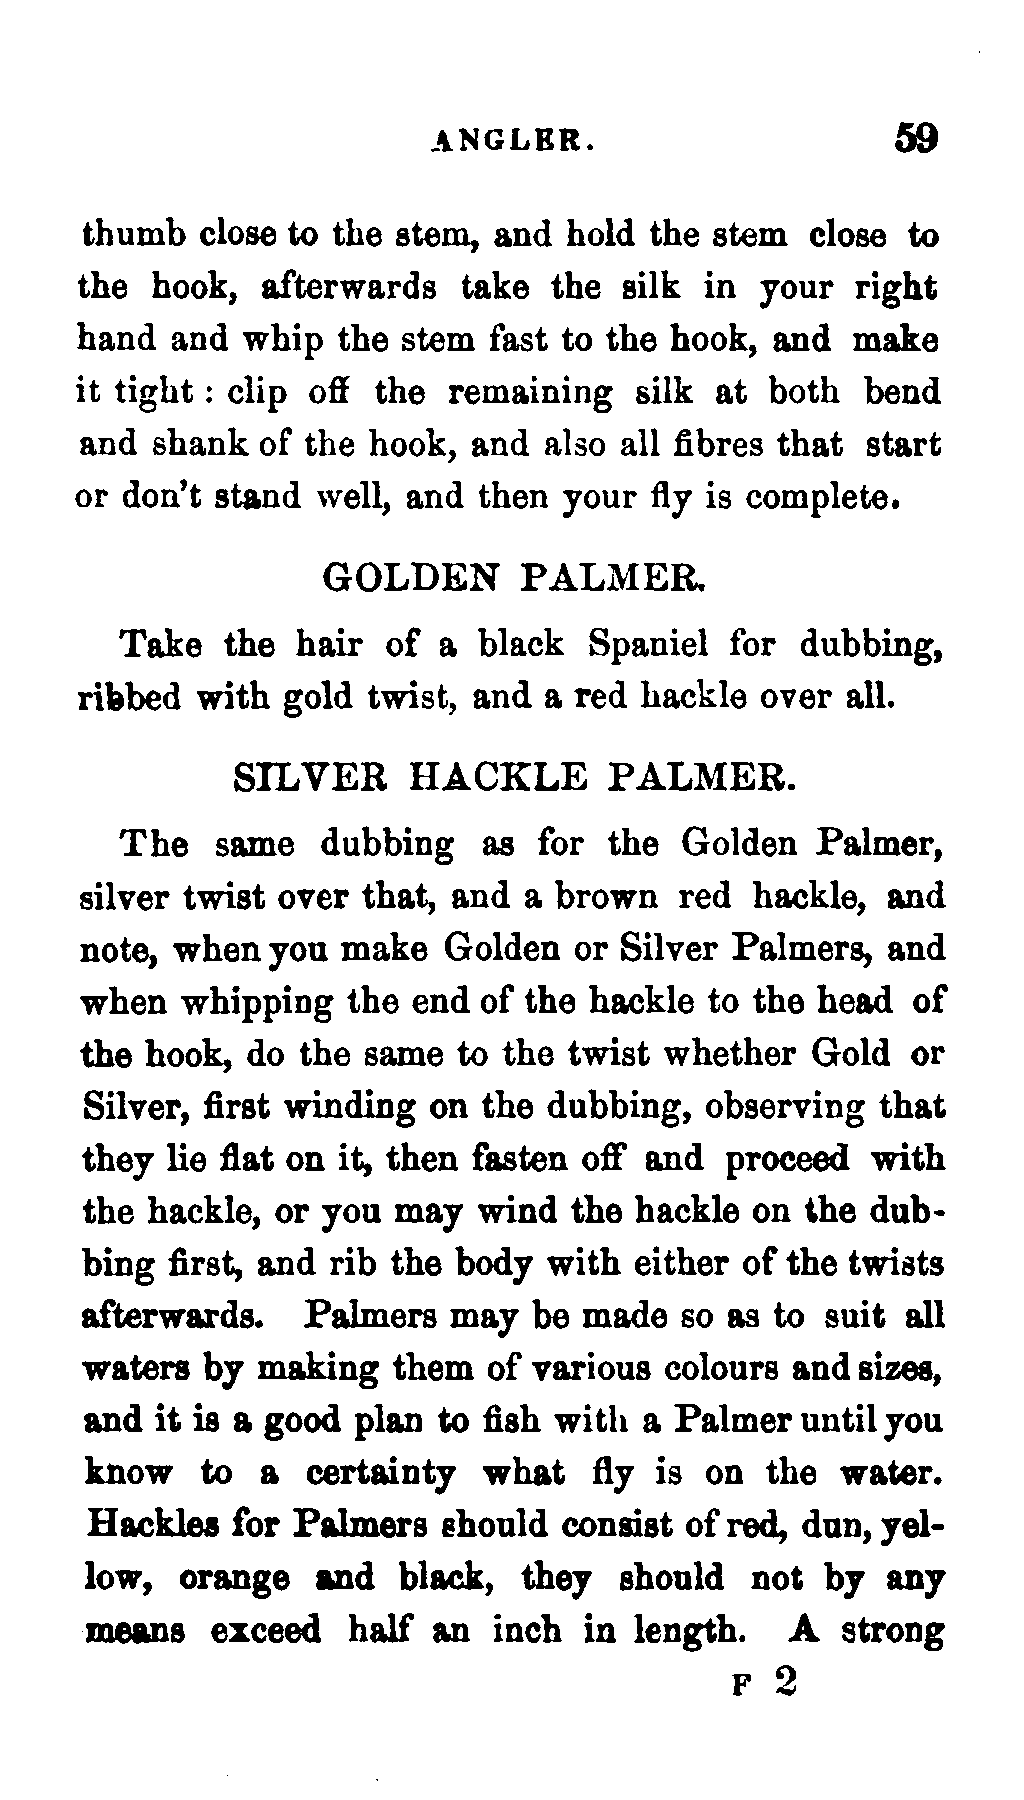 ANGLER. 59
thumb close to the stem, and hold the stem close to
the hook, afterwards take the silk in your right
hand and whip the stem fast to the hook, and make
it tight : clip off the remaining silk at both bend
and shank of the hook, and also all fibres that start
or don't stand well, and then your fly is complete.
GOLDEN PALMER.
Take the hair of a black Spaniel for dubbing,
ribbed with gold twist, and a red hackle over all.
SILVER HACKLE PALMER.
The same dubbing as for the Golden Palmer,
silver twist over that, and a brown red hackle, and
note, when you make Golden or Silver Palmers, and
when whipping the end of the hackle to the head of
the hook, do the same to the twist whether Gold or
Silver, first winding on the dubbing, observing that
they lie flat on it, then fasten off and proceed with
the hackle, or you may wind the hackle on the dub-
bing first, and rib the body with either of the twists
afterwards. Palmers may be made so as to suit all
waters by making them of various colours and sizes,
and it is a good plan to fish with a Palmer until you
know to a certainty what fly is on the water.
Hackles for Palmers should consist of red, dun, yel-
low, orange and black, they should not by any
means exceed half an inch in length. A strong
F 2